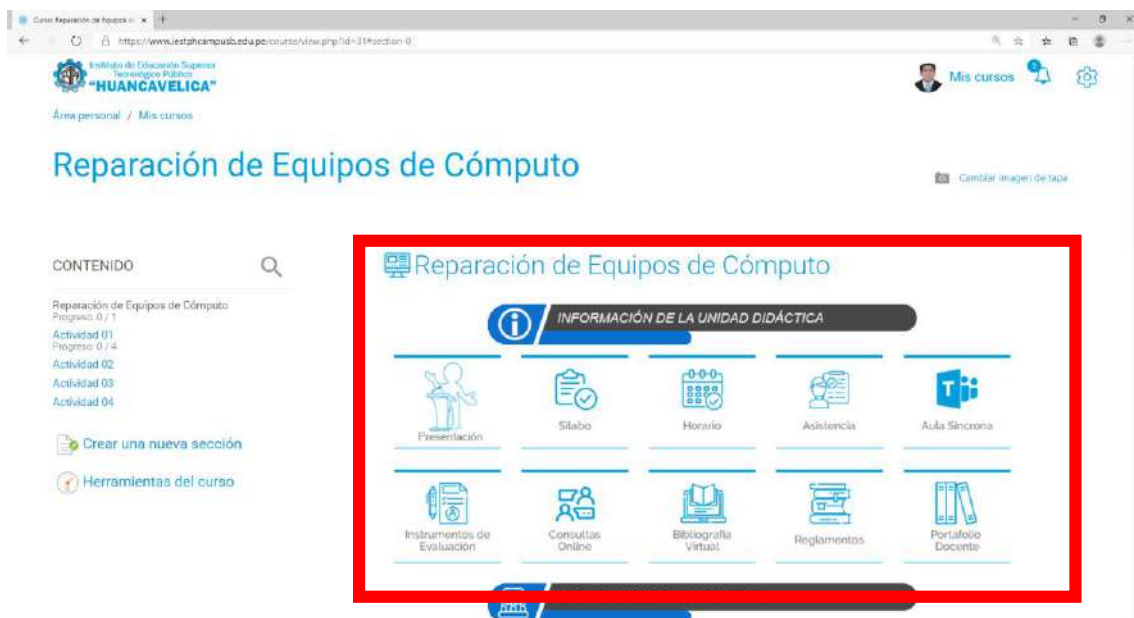 Curso: Reparación de Equipos de
https://www.iestphcampusb.edu.pe/course/view.php?id=31#section-0
Instituto de Educación Superior
Tecnológico Público
"HUANCAVELICA"
Mis cursos
Área personal / Mis cursos
Reparación de Equipos de Cómputo
Cambiar imagen de tapa
CONTENIDO
Reparación de Equipos de Cómputo
Progreso: 0 / 1
Actividad 01
Progreso: 0 / 4
Actividad 02
Actividad 03
Actividad 04
Crear una nueva sección
Herramientas del curso
Reparación de Equipos de Cómputo
INFORMACIÓN DE LA UNIDAD DIDÁCTICA
Presentación
Sílabo
Horario
Asistencia
Aula Síncrona
Instrumentos de
Evaluación
Consultas
Online
Bibliografía
Virtual
Reglamentos
Portafolio
Docente